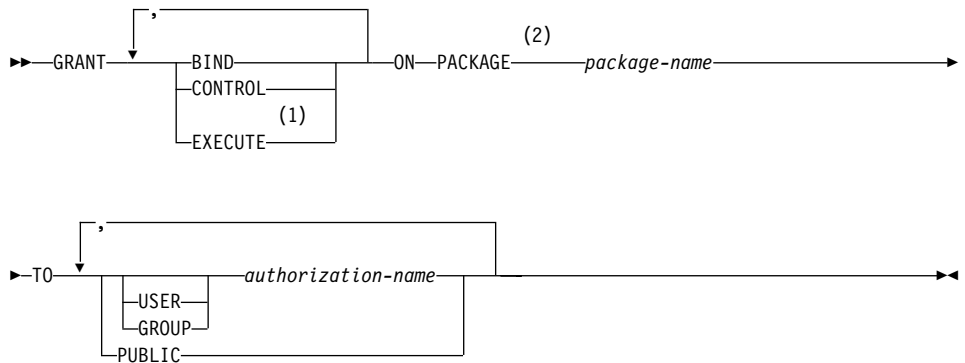 ,
(2)
GRANT BIND ON PACKAGE package-name
CONTROL
(1)
EXECUTE
,
TO authorization-name
USER
GROUP
PUBLIC